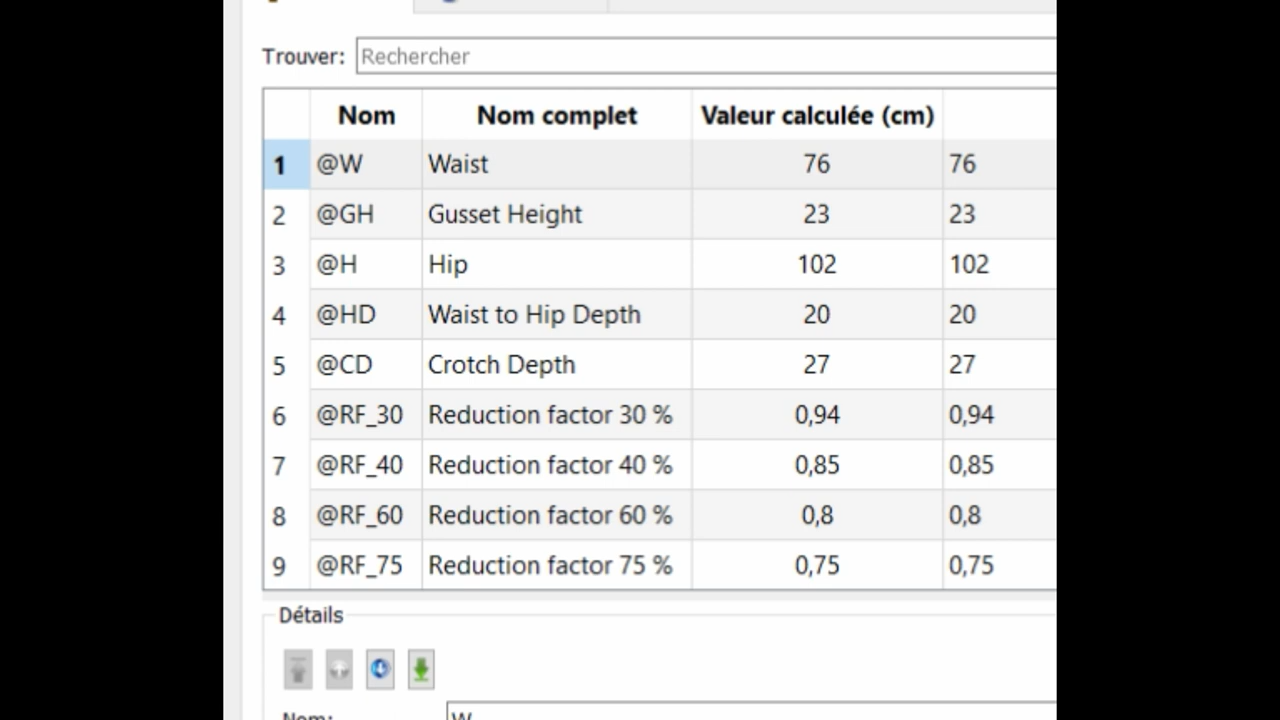 Trouver: Rechercher
Nom Nom complet Valeur calculée (cm)
1 @W Waist 76 76
2 @GH Gusset Height 23 23
3 @H Hip 102 102
4 @HD Waist to Hip Depth 20 20
5 @CD Crotch Depth 27 27
6 @RF_30 Reduction factor 30 % 0,94 0,94
7 @RF_40 Reduction factor 40 % 0,85 0,85
8 @RF_60 Reduction factor 60 % 0,8 0,8
9 @RF_75 Reduction factor 75 % 0,75 0,75
Détails
Nom: W